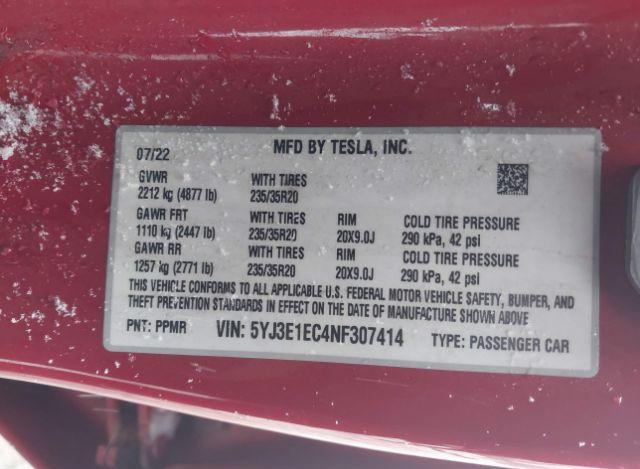 MFD BY TESLA, INC.
07/22
GVWR WITH TIRES
2212 kg (4877 lb) 235/35R20
GAWR FRT WITH TIRES RIM COLD TIRE PRESSURE
1110 kg (2447 lb) 235/35R20 20X9.0J 290 kPa, 42 psi
GAWR RR WITH TIRES RIM COLD TIRE PRESSURE
1257 kg (2771 lb) 235/35R20 20X9.0J 290 kPa, 42 psi
THIS VEHICLE CONFORMS TO ALL APPLICABLE U.S. FEDERAL MOTOR VEHICLE SAFETY, BUMPER, AND
THEFT PREVENTION STANDARDS IN EFFECT ON THE DATE OF MANUFACTURE SHOWN ABOVE
PNT: PPMR VIN: 5YJ3E1EC4NF307414 TYPE: PASSENGER CAR